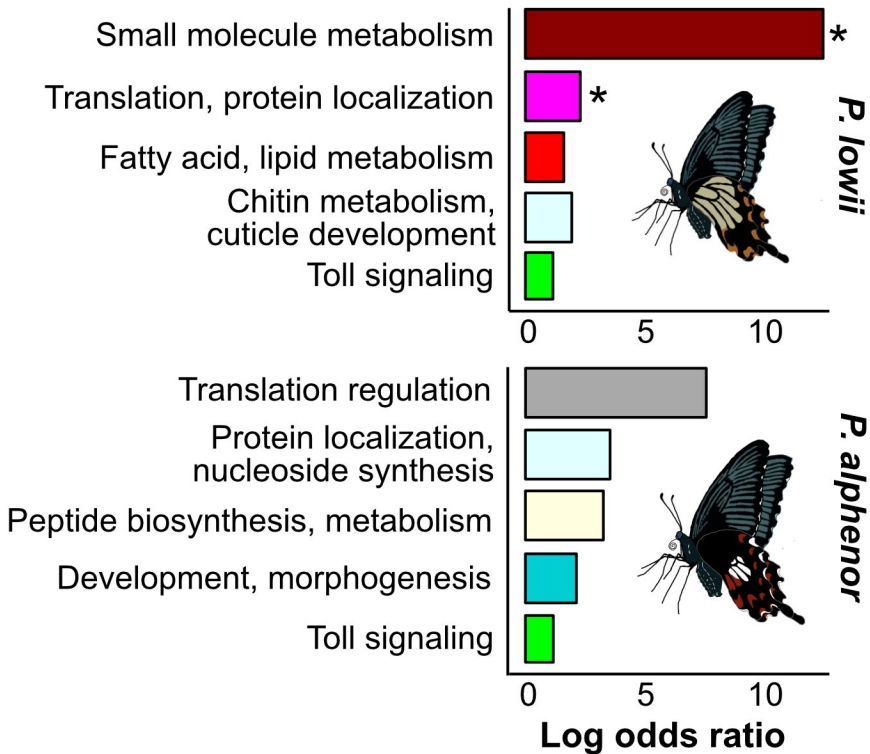 Small molecule metabolism
*
Translation, protein localization
*
Fatty acid, lipid metabolism
Chitin metabolism,
cuticle development
Toll signaling
0 5 10
P. lowii
Translation regulation
Protein localization,
nucleoside synthesis
Peptide biosynthesis, metabolism
Development, morphogenesis
Toll signaling
0 5 10
Log odds ratio
P. alphenor